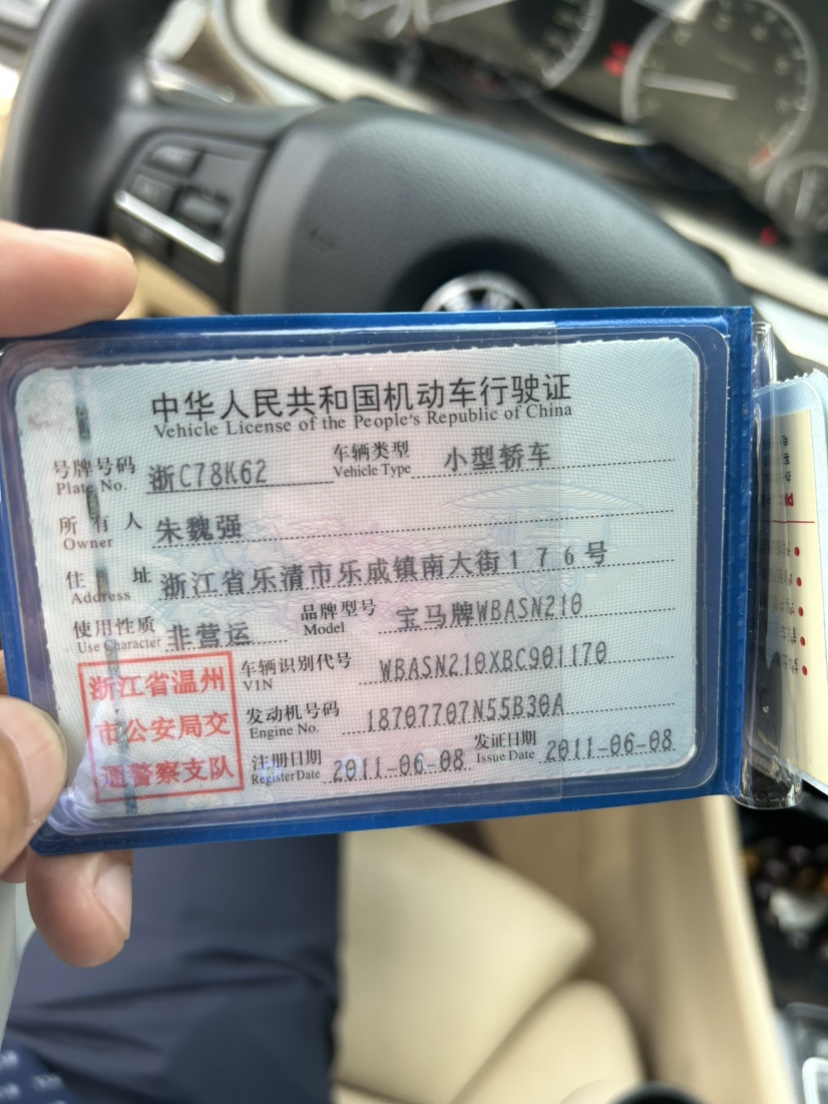 中华人民共和国机动车行驶证
Vehicle License of the People's Republic of China
号牌号码 浙C78K62 车辆类型 小型轿车
Plate No. Vehicle Type
所有人 朱魏强
Owner
住址 浙江省乐清市乐成镇南大街176号
Address
使用性质 非营运 品牌型号 宝马牌WBASN210
Use Character Model
车辆识别代号 WBASN210XBC901170
VIN
发动机号码 18707707N55B30A
Engine No.
注册日期 2011-06-08 发证日期 2011-06-08
Register Date Issue Date
浙江省温州
市公安局交
通警察支队